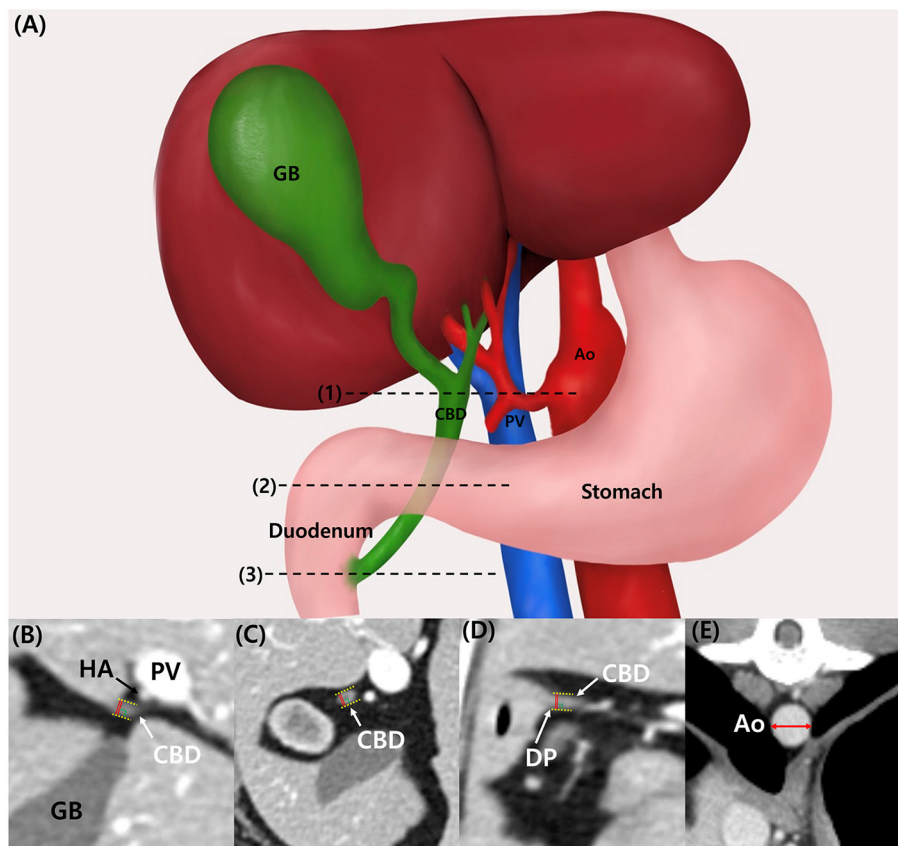 (A)
GB
Ao
(1)
CBD
PV
(2)
Stomach
Duodenum
(3)
(B)
HA
PV
CBD
GB
(C)
CBD
(D)
CBD
DP
(E)
Ao